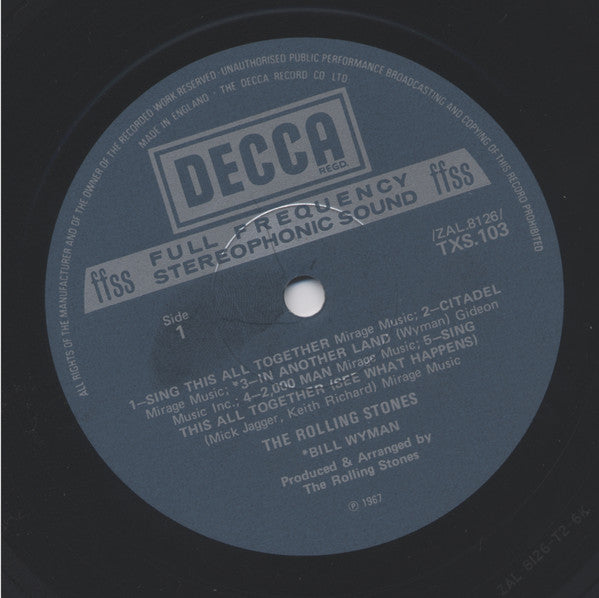 ALL RIGHTS OF THE MANUFACTURER AND OF THE OWNER OF THE RECORDED WORK RESERVED. UNAUTHORISED PUBLIC PERFORMANCE BROADCASTING AND COPYING OF THIS RECORD PROHIBITED
MADE IN ENGLAND · THE DECCA RECORD CO LTD
DECCA
REGD.
ffss FULL FREQUENCY ffss
STEREOPHONIC SOUND
/ZAL.8126/
TXS.103
Side
1
1–SING THIS ALL TOGETHER Mirage Music; 2–CITADEL
Mirage Music; *3–IN ANOTHER LAND (Wyman) Gideon
Music Inc.; 4–2,000 MAN Mirage Music; 5–SING
THIS ALL TOGETHER (SEE WHAT HAPPENS)
(Mick Jagger, Keith Richard) Mirage Music
THE ROLLING STONES
*BILL WYMAN
Produced & Arranged by
The Rolling Stones
℗ 1967
ZAL 8126-T2-6G